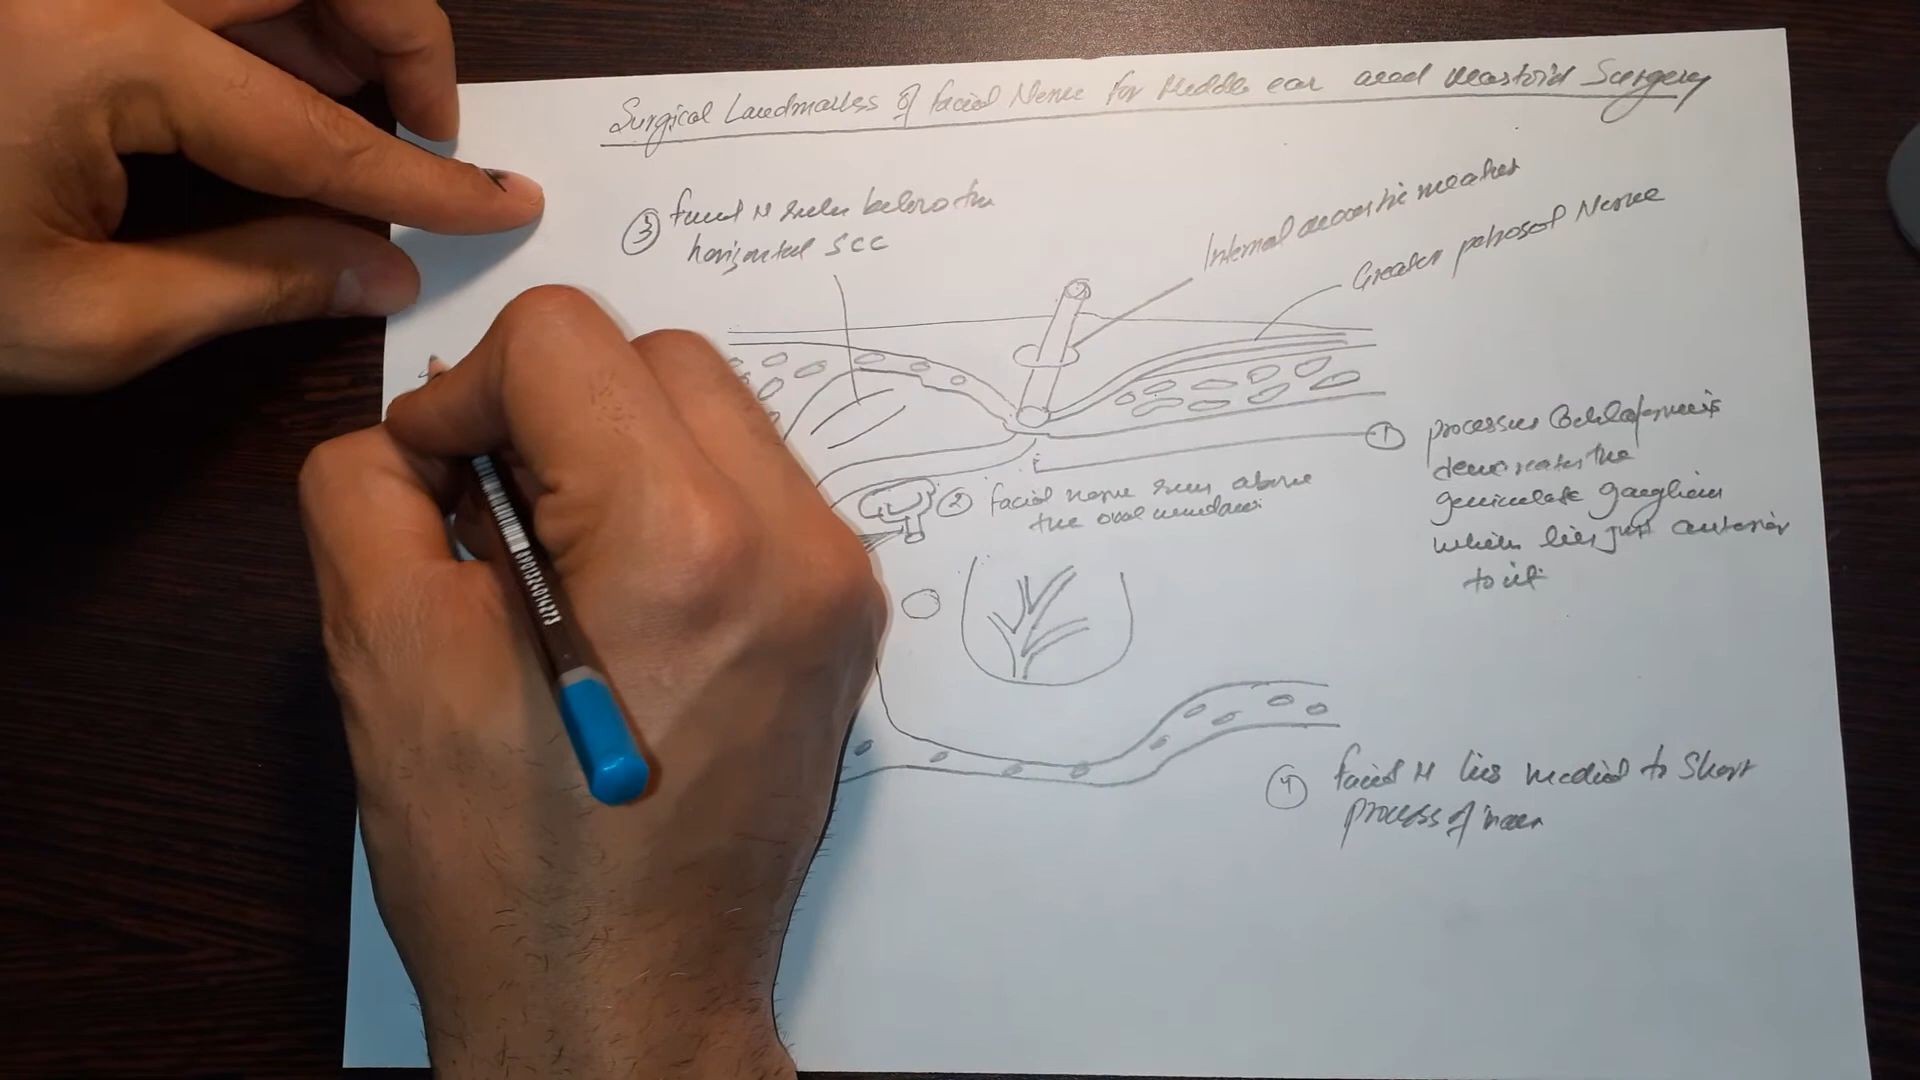 Surgical Landmarks of facial Nerve for Middle ear and Mastoid Surgery
③ facial N runs below the
horizontal SCC
Internal acoustic meatus
Greater petrosal Nerve
① processus Cochleaformis
demarcates the
geniculate ganglion
which lies just anterior
to it
② facial nerve runs above
the oval window
④ facial N lies medial to Short
process of incus
8901324014273